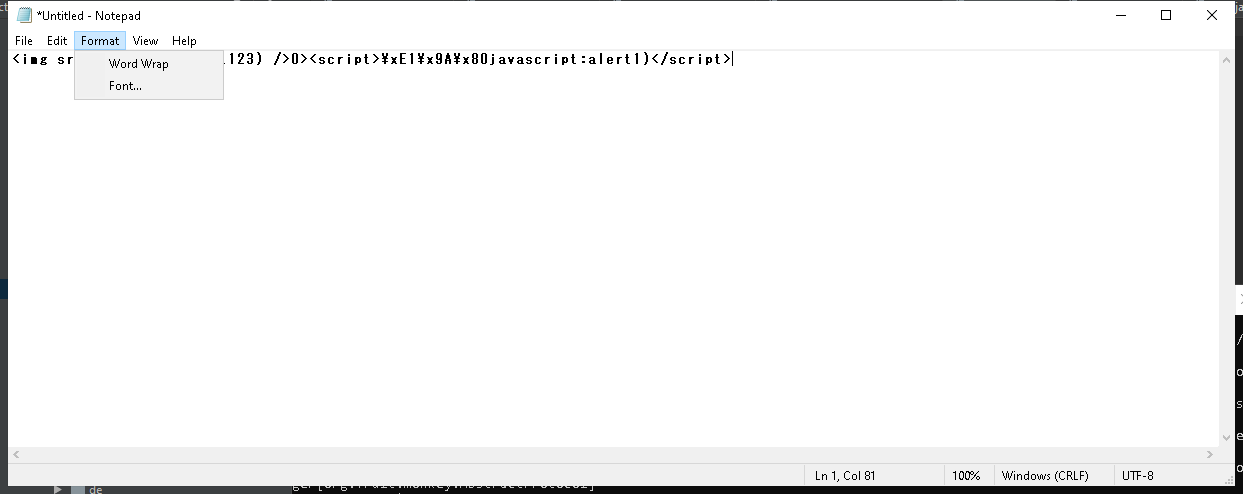 *Untitled - Notepad
File Edit Format View Help
<img sr 123) />0><script>¥xE1¥x9A¥x80javascript:alert1)</script>
Word Wrap
Font...
Ln 1, Col 81 100% Windows (CRLF) UTF-8
de